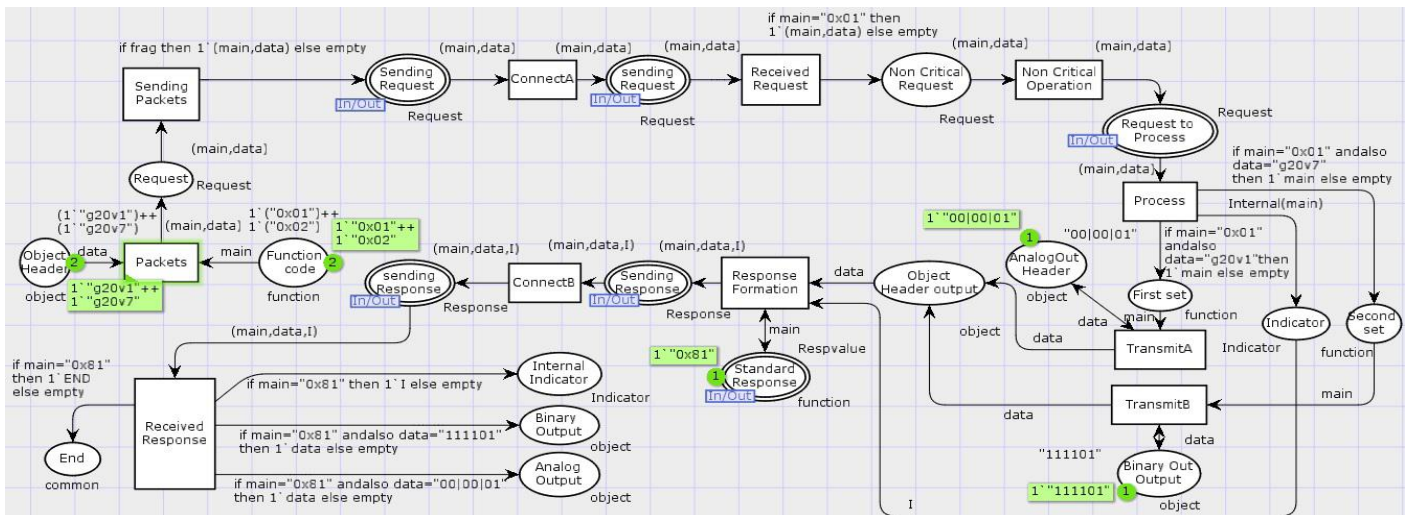 if frag then 1`(main,data) else empty
Sending
Packets
Sending
Request
In/Out
Request
(main,data]
ConnectA
(main,data)
sending
Request
In/Out
Request
(main,data)
Received
Request
if main="0x01" then
1`(main,data) else empty
Non Critical
Request
Request
(main,data]
Non Critical
Operation
(main,data]
Request to
Process
In/Out
Request
(main,data]
Request
Request
(main,data]
(main,data]
Process
if main="0x01" andalso
data="g20v7"
then 1`main else empty
Internal(main)
if main="0x01"
andalso
data="g20v1"then
1`main else empty
(1`"g20v1")++
(1`"g20v7")
Object
Header
2
object
data
1`"g20v1"++
1`"g20v7"
Packets
main
1`("0x01"]++
1`("0x02"]
1`"0x01"++
1`"0x02"
Function
code
2
function
(main,data,I)
sending
Response
In/Out
Response
(main,data,I)
ConnectB
(main,data,I)
Sending
Response
In/Out
Response
(main,data,I)
Response
Formation
data
Object
Header output
object
1`"00|00|01"
1
"00|00|01"
AnalogOut
Header
object
First set
function
main
data
data
TransmitA
Indicator
Indicator
Second
set
function
main
TransmitB
data
data
"111101"
Binary Out
Output
1`"111101"
1
object
I
main
Respvalue
1`"0x81"
1
Standard
Response
In/Out
function
(main,data,I)
if main="0x81"
then 1`END
else empty
Received
Response
End
common
if main="0x81" then 1`I else empty
Internal
Indicator
Indicator
if main="0x81" andalso data="111101"
then 1`data else empty
Binary
Output
object
if main="0x81" andalso data="00|00|01"
then 1`data else empty
Analog
Output
object